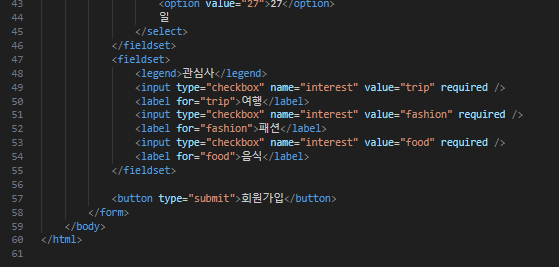 43 <option value="27">27</option>
44 일
45 </select>
46 </fieldset>
47 <fieldset>
48 <legend>관심사</legend>
49 <input type="checkbox" name="interest" value="trip" required />
50 <label for="trip">여행</label>
51 <input type="checkbox" name="interest" value="fashion" required />
52 <label for="fashion">패션</label>
53 <input type="checkbox" name="interest" value="food" required />
54 <label for="food">음식</label>
55 </fieldset>
56
57 <button type="submit">회원가입</button>
58 </form>
59 </body>
60 </html>
61